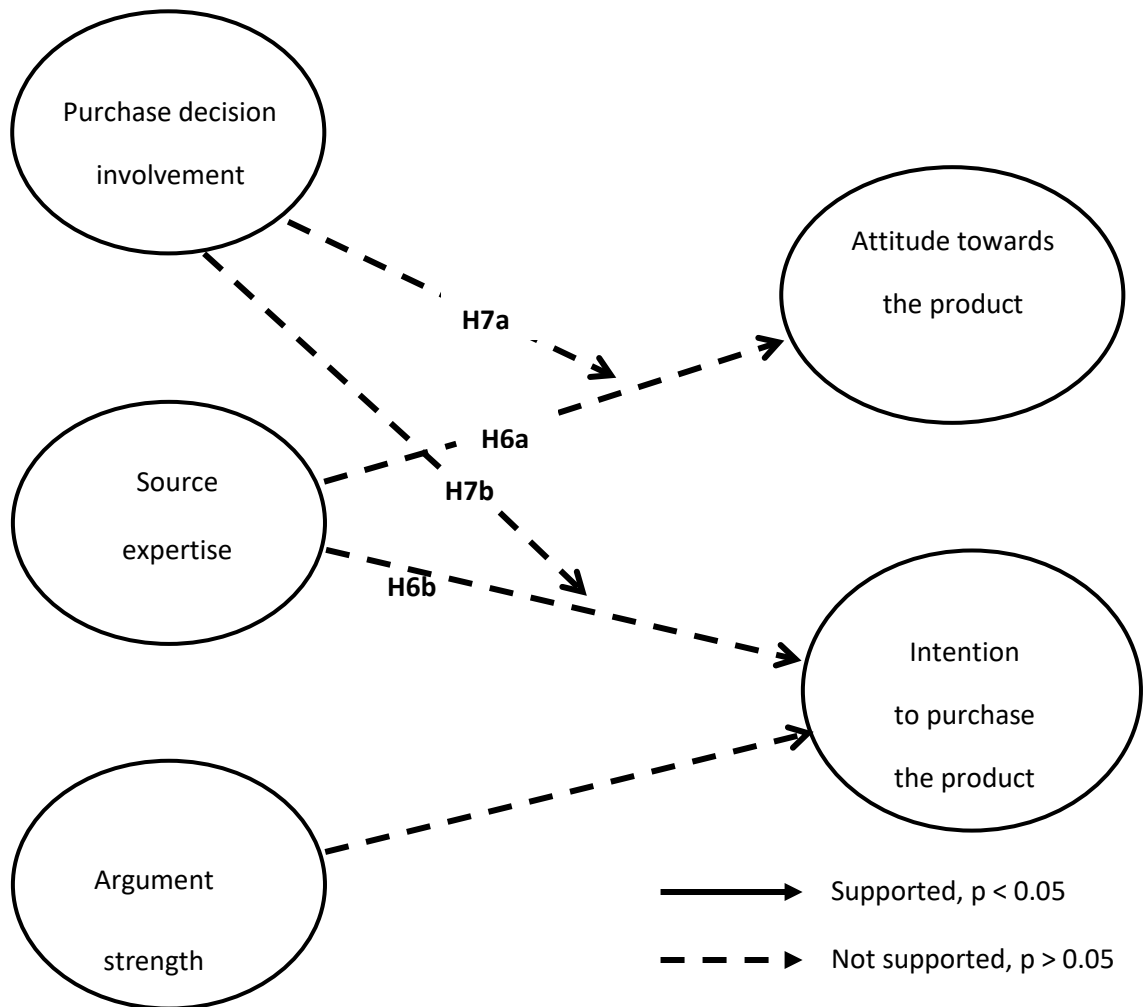 Purchase decision
involvement
Attitude towards
the product
H7a
H6a
Source
expertise
H7b
H6b
Intention
to purchase
the product
Argument
strength
Supported, p < 0.05
Not supported, p > 0.05